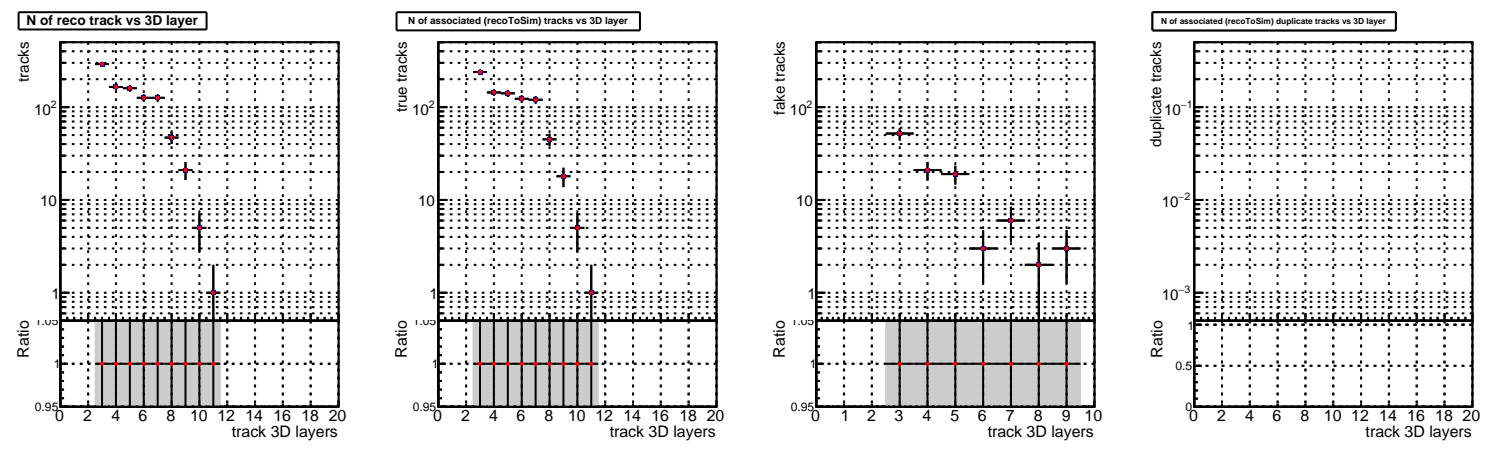 N of reco track vs 3D layer
tracks
10²
10
1
Ratio
1.05
1
0.95
0 2 4 6 8 10 12 14 16 18 20
track 3D layers
N of associated (recoToSim) tracks vs 3D layer
true tracks
10²
10
1
Ratio
1.05
1
0.95
0 2 4 6 8 10 12 14 16 18 20
track 3D layers
fake tracks
10²
10
1
Ratio
1.05
1
0.95
0 1 2 3 4 5 6 7 8 9 10
track 3D layers
N of associated (recoToSim) duplicate tracks vs 3D layer
duplicate tracks
10⁻¹
10⁻²
10⁻³
Ratio
1
0.5
0
0 2 4 6 8 10 12 14 16 18 20
track 3D layers